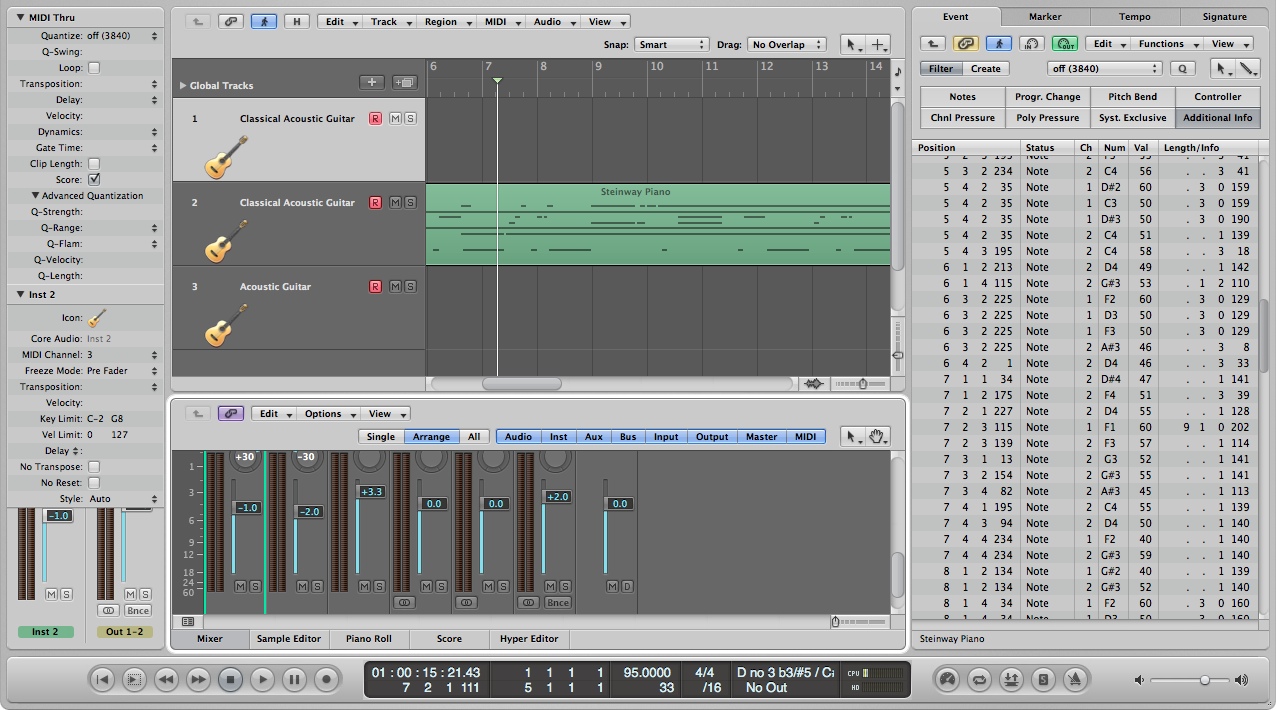 MIDI Thru
Quantize: off (3840)
Q-Swing:
Loop:
Transposition:
Delay:
Velocity:
Dynamics:
Gate Time:
Clip Length:
Score:
Advanced Quantization
Q-Strength:
Q-Range:
Q-Flam:
Q-Velocity:
Q-Length:
Inst 2
Icon:
Core Audio: Inst 2
MIDI Channel: 3
Freeze Mode: Pre Fader
Transposition:
Velocity:
Key Limit: C-2 G8
Vel Limit: 0 127
Delay
No Transpose:
No Reset:
Style: Auto
-1.0
M S M S
Bnce
Inst 2 Out 1-2
H Edit Track Region MIDI Audio View
Snap: Smart Drag: No Overlap
Global Tracks
6 7 8 9 10 11 12 13 14
1 Classical Acoustic Guitar R M S
2 Classical Acoustic Guitar R M S
Steinway Piano
3 Acoustic Guitar R M S
Edit Options View
Single Arrange All Audio Inst Aux Bus Input Output Master MIDI
+30 -30
-1.0 -2.0 +3.3 0.0 0.0 +2.0 0.0
1
3
6
9
12
18
24
60
M S M S M S M S M S M S M D
Bnce
Mixer Sample Editor Piano Roll Score Hyper Editor
Event Marker Tempo Signature
IN OUT Edit Functions View
Filter Create off (3840) Q
Notes Progr. Change Pitch Bend Controller
Chnl Pressure Poly Pressure Syst. Exclusive Additional Info
Position Status Ch Num Val Length/Info
5 3 2 234 Note 2 C4 56 . . 3 41
5 4 2 35 Note 1 D#2 60 . 3 0 159
5 4 2 35 Note 1 C3 50 . 3 0 159
5 4 2 35 Note 1 D#3 60 . 3 0 190
5 4 2 35 Note 2 C4 51 . . 1 139
5 4 3 195 Note 2 C4 58 . . 3 18
6 1 2 213 Note 2 D4 49 . . 1 142
6 1 4 115 Note 2 G#3 53 . 1 2 110
6 3 2 225 Note 1 F2 60 . 3 0 129
6 3 2 225 Note 1 D3 50 . 3 0 129
6 3 2 225 Note 1 F3 50 . 3 0 129
6 3 2 225 Note 2 A#3 46 . . 3 8
6 4 2 1 Note 2 D4 46 . . 3 33
7 1 1 34 Note 2 D#4 47 . . 1 141
7 1 2 175 Note 2 F4 51 . . 3 39
7 2 1 227 Note 2 D4 55 . . 1 128
7 2 3 115 Note 1 F1 60 9 1 0 202
7 2 3 139 Note 2 F3 57 . . 1 114
7 3 1 13 Note 2 G3 52 . . 1 141
7 3 2 154 Note 2 G#3 55 . . 1 141
7 3 4 82 Note 2 A#3 45 . . 1 113
7 4 1 195 Note 2 C4 55 . . 1 139
7 4 3 94 Note 2 D4 50 . . 1 140
7 4 4 234 Note 1 F2 40 . . 1 140
7 4 4 234 Note 2 G#3 59 . . 1 140
8 1 2 134 Note 1 G#2 40 . . 1 139
8 1 2 134 Note 2 G#3 52 . . 1 140
8 1 4 34 Note 1 F2 60 . 3 0 160
Steinway Piano
01 : 00 : 15 : 21.43 1 1 1 1 95.0000 4/4 D no 3 b3/#5 / C CPU
7 2 1 111 5 1 1 1 33 /16 No Out HD